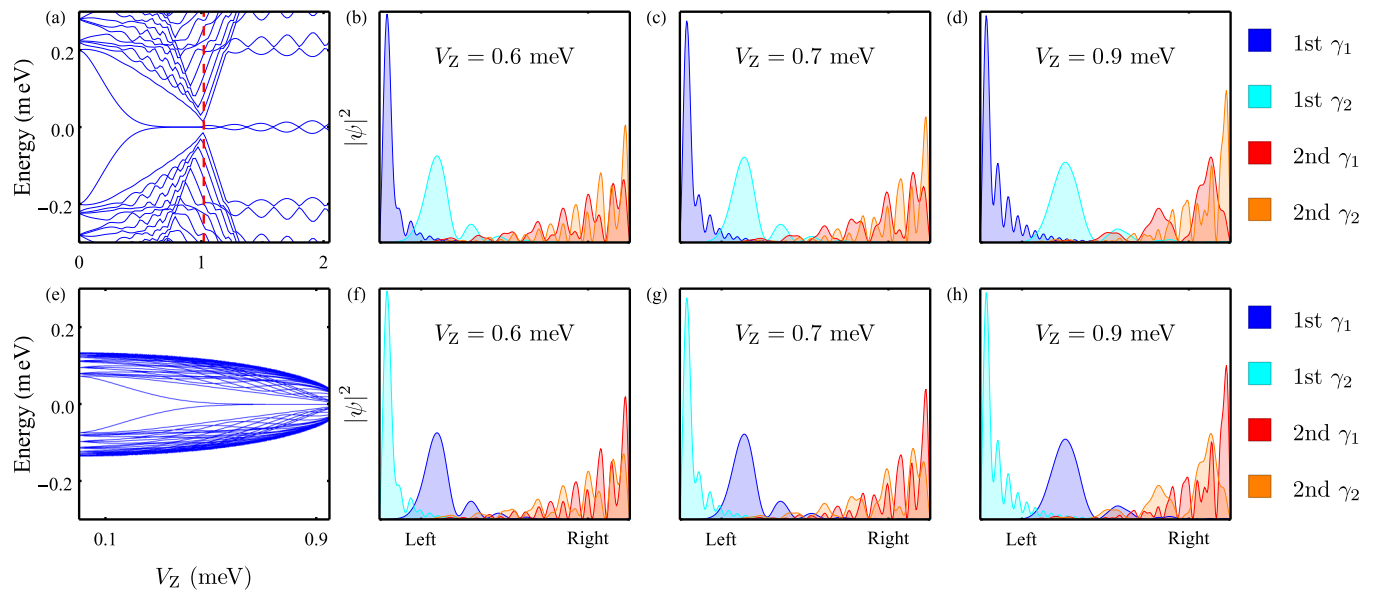 (a)
Energy (meV)
0.2
0.0
−0.2
0
1
2
(b)
V_Z = 0.6 meV
|ψ|²
(c)
V_Z = 0.7 meV
(d)
V_Z = 0.9 meV
1st γ₁
1st γ₂
2nd γ₁
2nd γ₂
(e)
Energy (meV)
0.2
0.0
−0.2
0.1
0.9
V_Z (meV)
(f)
V_Z = 0.6 meV
|ψ|²
Left
Right
(g)
V_Z = 0.7 meV
Left
Right
(h)
V_Z = 0.9 meV
Left
Right
1st γ₁
1st γ₂
2nd γ₁
2nd γ₂